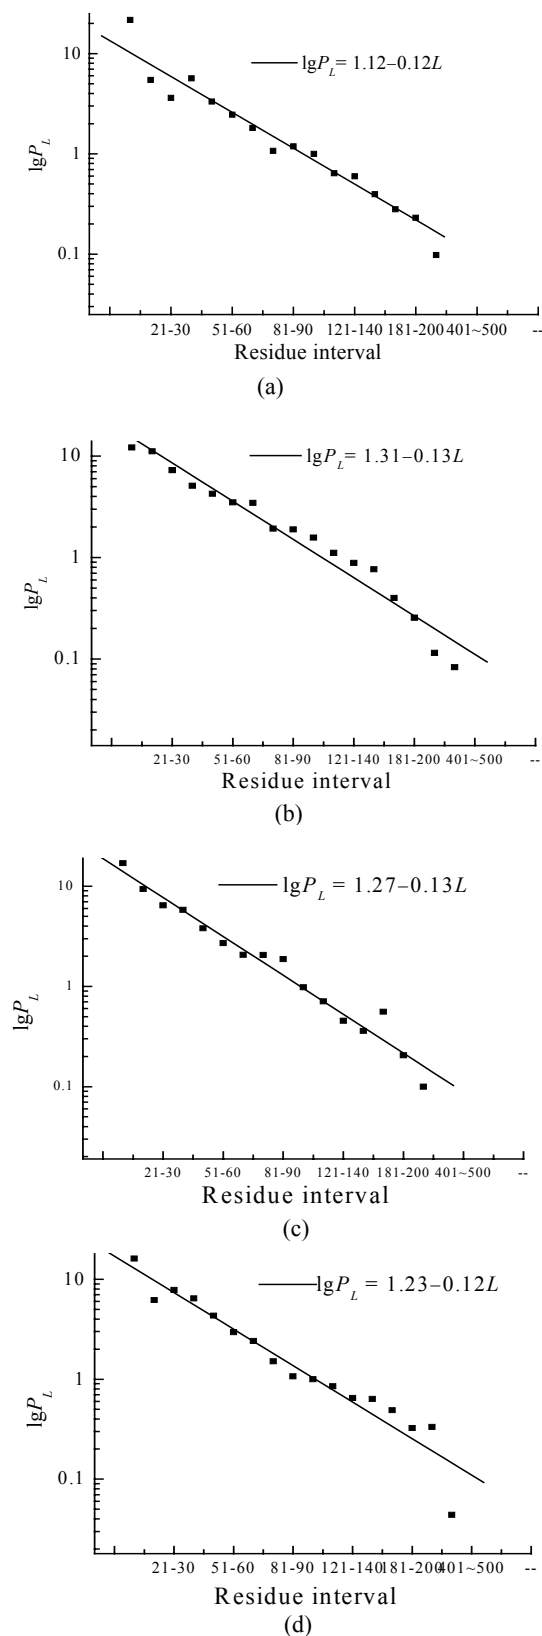 lgP_L = 1.12–0.12L
10
1
0.1
lgP_L
21-30 51-60 81-90 121-140 181-200 401~500 --
Residue interval
(a)
lgP_L = 1.31–0.13L
10
1
0.1
lgP_L
21-30 51-60 81-90 121-140 181-200 401~500 --
Residue interval
(b)
lgP_L = 1.27–0.13L
10
1
0.1
lgP_L
21-30 51-60 81-90 121-140 181-200 401~500 --
Residue interval
(c)
lgP_L = 1.23–0.12L
10
1
0.1
lgP_L
21-30 51-60 81-90 121-140 181-200 401~500 --
Residue interval
(d)